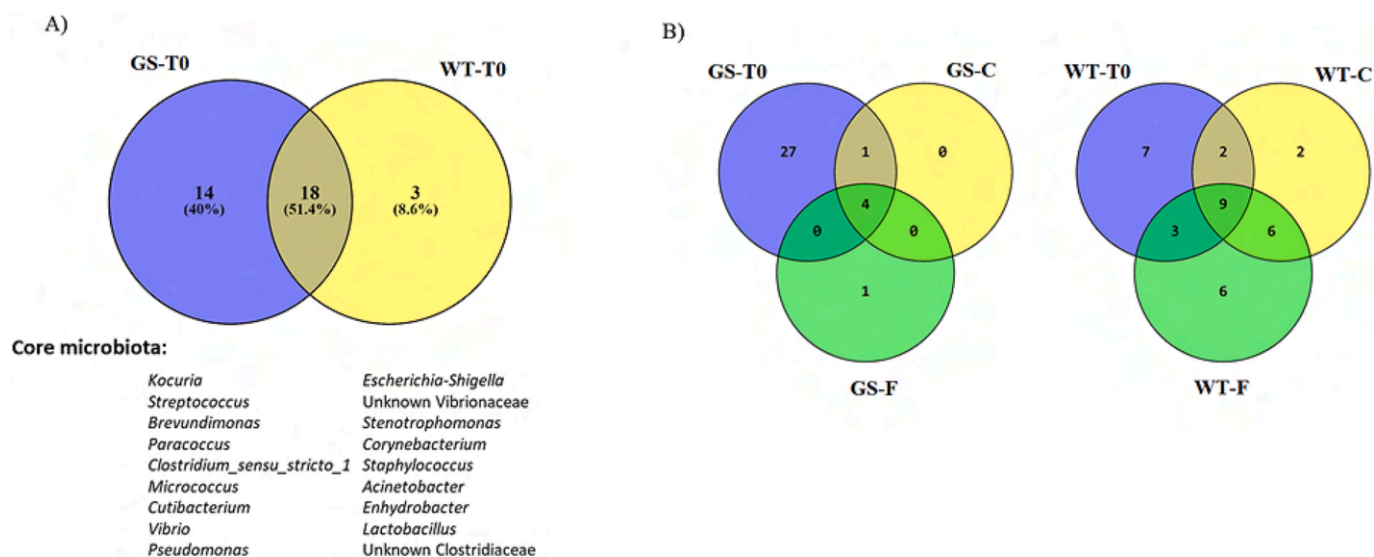 A)
GS-T0
WT-T0
14
(40%)
18
(51.4%)
3
(8.6%)
Core microbiota:
Kocuria Escherichia-Shigella
Streptococcus Unknown Vibrionaceae
Brevundimonas Stenotrophomonas
Paracoccus Corynebacterium
Clostridium_sensu_stricto_1 Staphylococcus
Micrococcus Acinetobacter
Cutibacterium Enhydrobacter
Vibrio Lactobacillus
Pseudomonas Unknown Clostridiaceae
B)
GS-T0
GS-C
27
1
0
4
0
0
1
GS-F
WT-T0
WT-C
7
2
2
9
3
6
6
WT-F